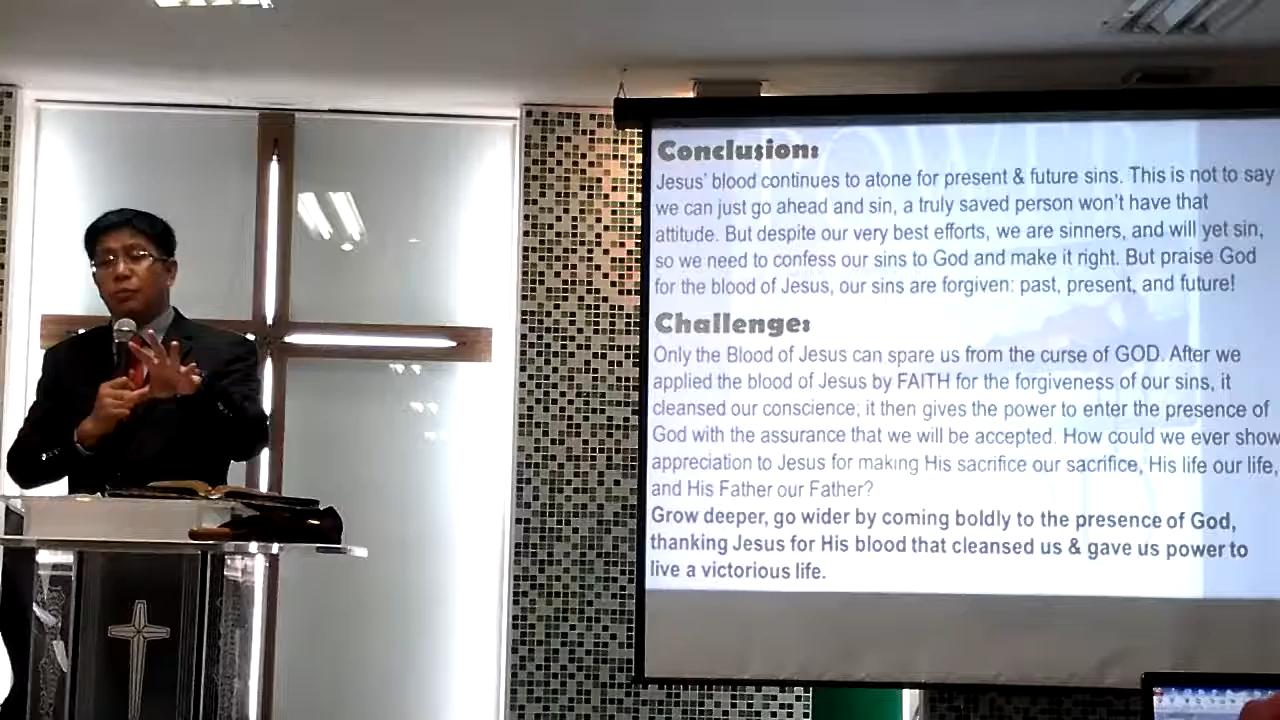 Conclusion:
Jesus' blood continues to atone for present & future sins. This is not to say
we can just go ahead and sin, a truly saved person won't have that
attitude. But despite our very best efforts, we are sinners, and will yet sin,
so we need to confess our sins to God and make it right. But praise God
for the blood of Jesus, our sins are forgiven: past, present, and future!
Challenge:
Only the Blood of Jesus can spare us from the curse of GOD. After we
applied the blood of Jesus by FAITH for the forgiveness of our sins, it
cleansed our conscience, it then gives the power to enter the presence of
God with the assurance that we will be accepted. How could we ever show
appreciation to Jesus for making His sacrifice our sacrifice, His life our life,
and His Father our Father?
Grow deeper, go wider by coming boldly to the presence of God,
thanking Jesus for His blood that cleansed us & gave us power to
live a victorious life.